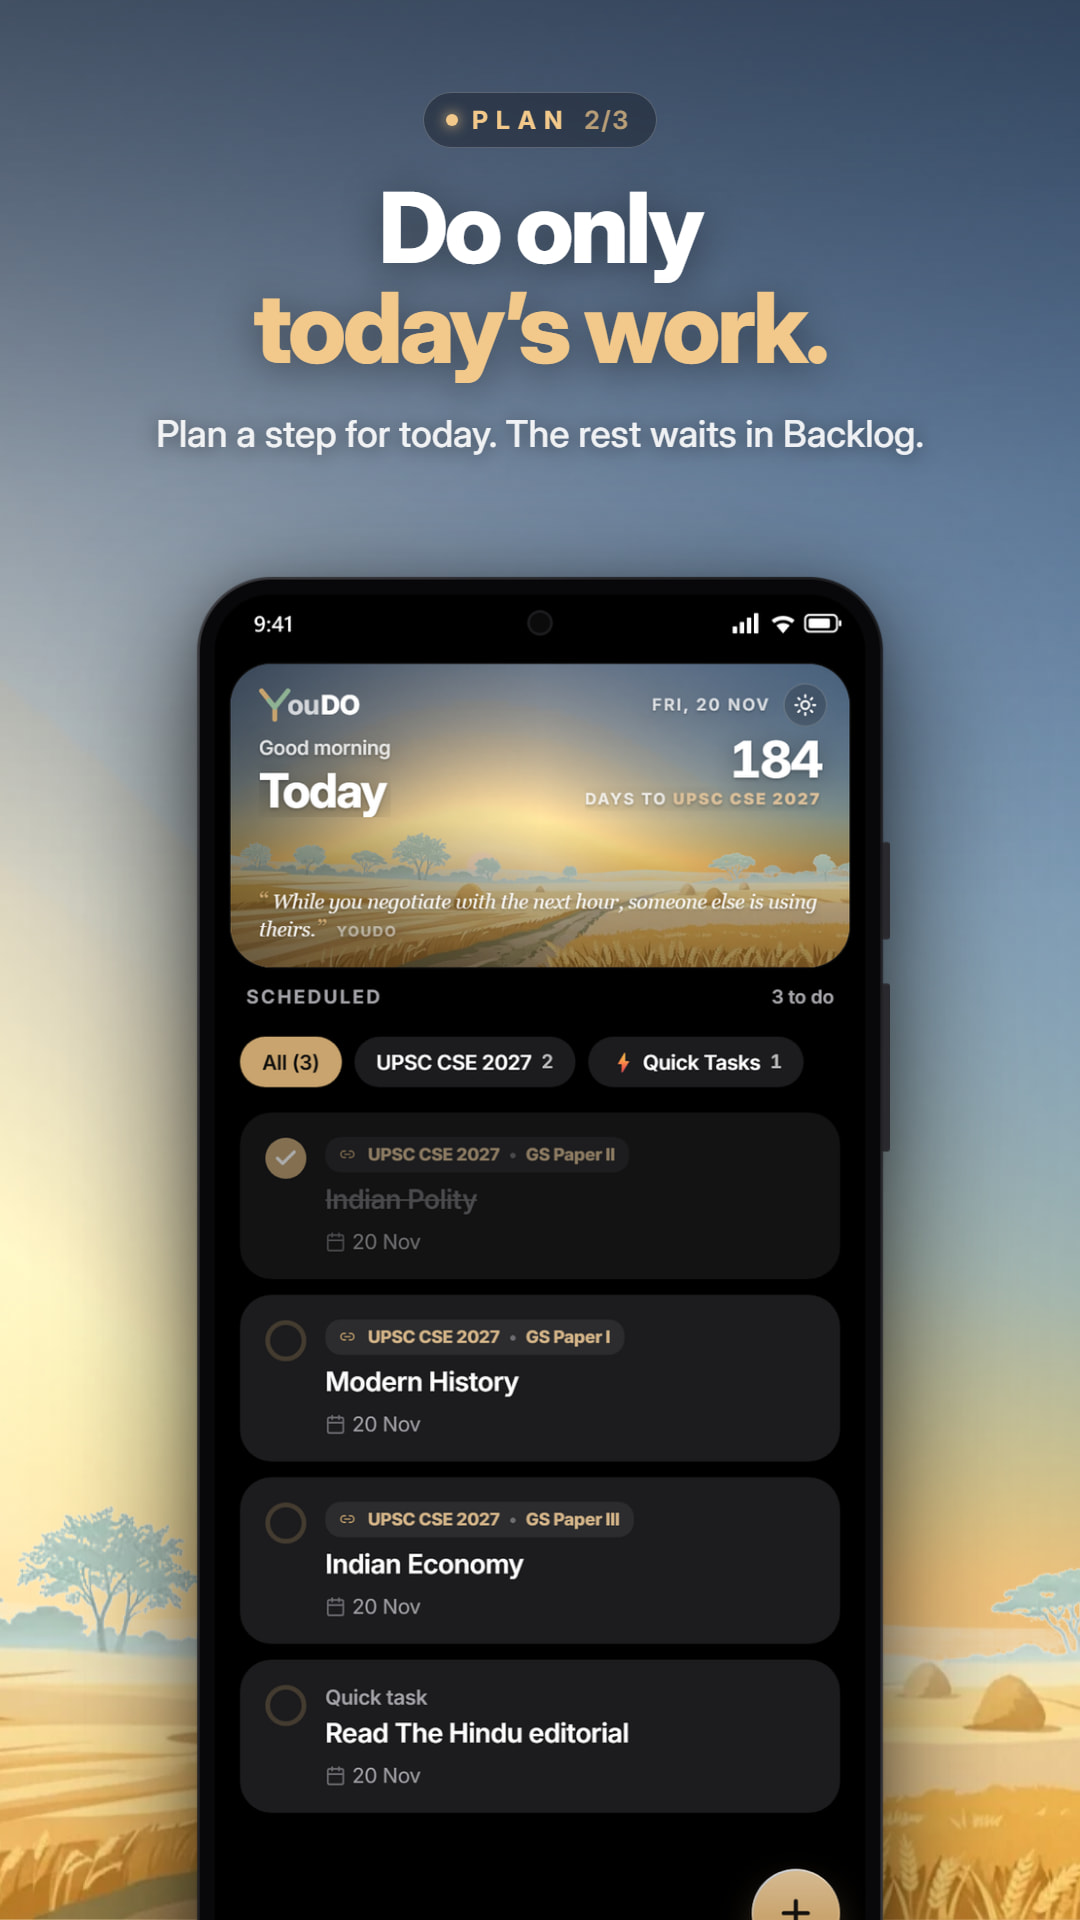 PLAN 2/3
Do only
today's work.
Plan a step for today. The rest waits in Backlog.
9:41
YouDO
FRI, 20 NOV
Good morning
184
Today
DAYS TO UPSC CSE 2027
“ While you negotiate with the next hour, someone else is using
theirs.” YOUDO
SCHEDULED
3 to do
All (3)
UPSC CSE 2027 2
Quick Tasks 1
UPSC CSE 2027 • GS Paper II
Indian Polity
20 Nov
UPSC CSE 2027 • GS Paper I
Modern History
20 Nov
UPSC CSE 2027 • GS Paper III
Indian Economy
20 Nov
Quick task
Read The Hindu editorial
20 Nov
+